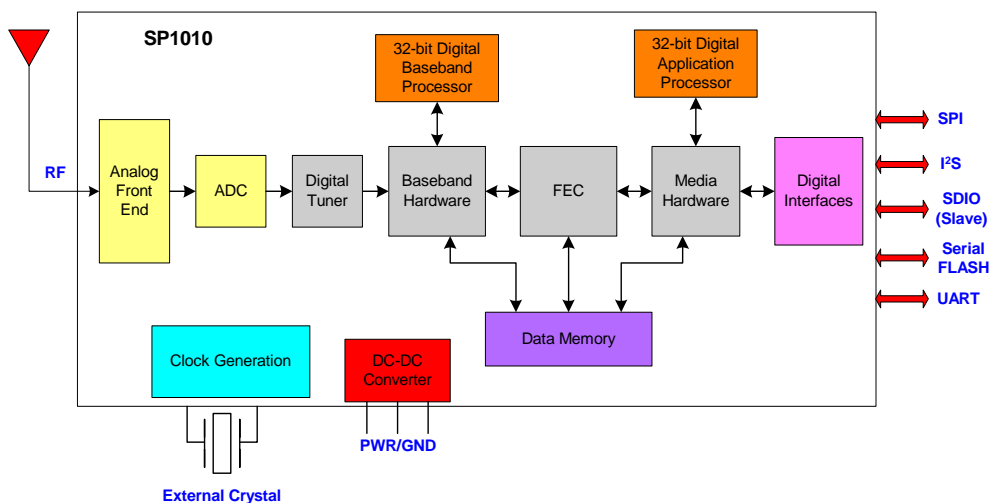 SP1010
32-bit Digital
Baseband
Processor
32-bit Digital
Application
Processor
RF
Analog
Front
End
ADC
Digital
Tuner
Baseband
Hardware
FEC
Media
Hardware
Digital
Interfaces
SPI
I²S
SDIO
(Slave)
Serial
FLASH
UART
Data Memory
Clock Generation
DC-DC
Converter
PWR/GND
External Crystal